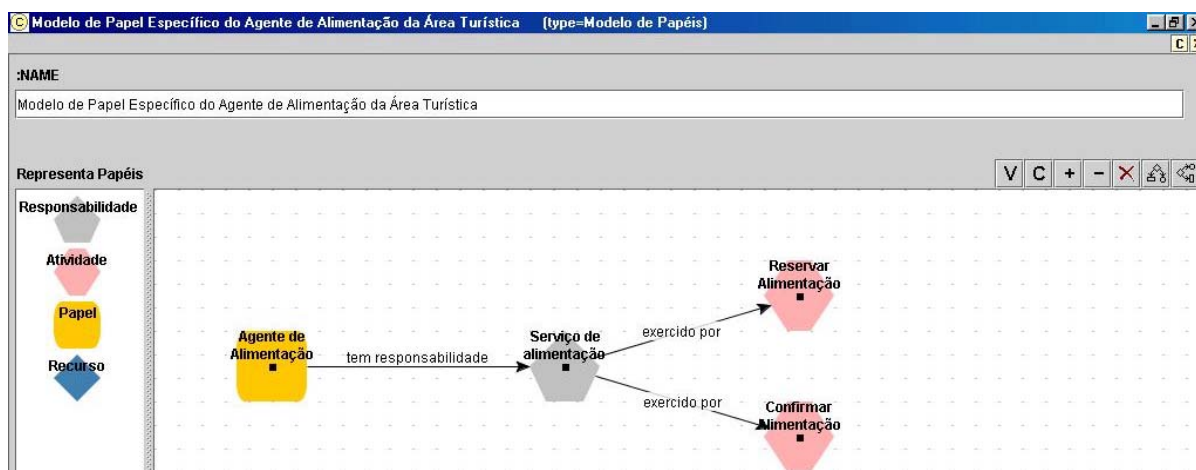 C Modelo de Papel Específico do Agente de Alimentação da Área Turística (type=Modelo de Papéis)
C
:NAME
Modelo de Papel Específico do Agente de Alimentação da Área Turística
Representa Papéis
V C + −
Responsabilidade
Atividade
Papel
Recurso
Agente de
Alimentação
tem responsabilidade
Serviço de
alimentação
exercido por
Reservar
Alimentação
exercido por
Confirmar
Alimentação